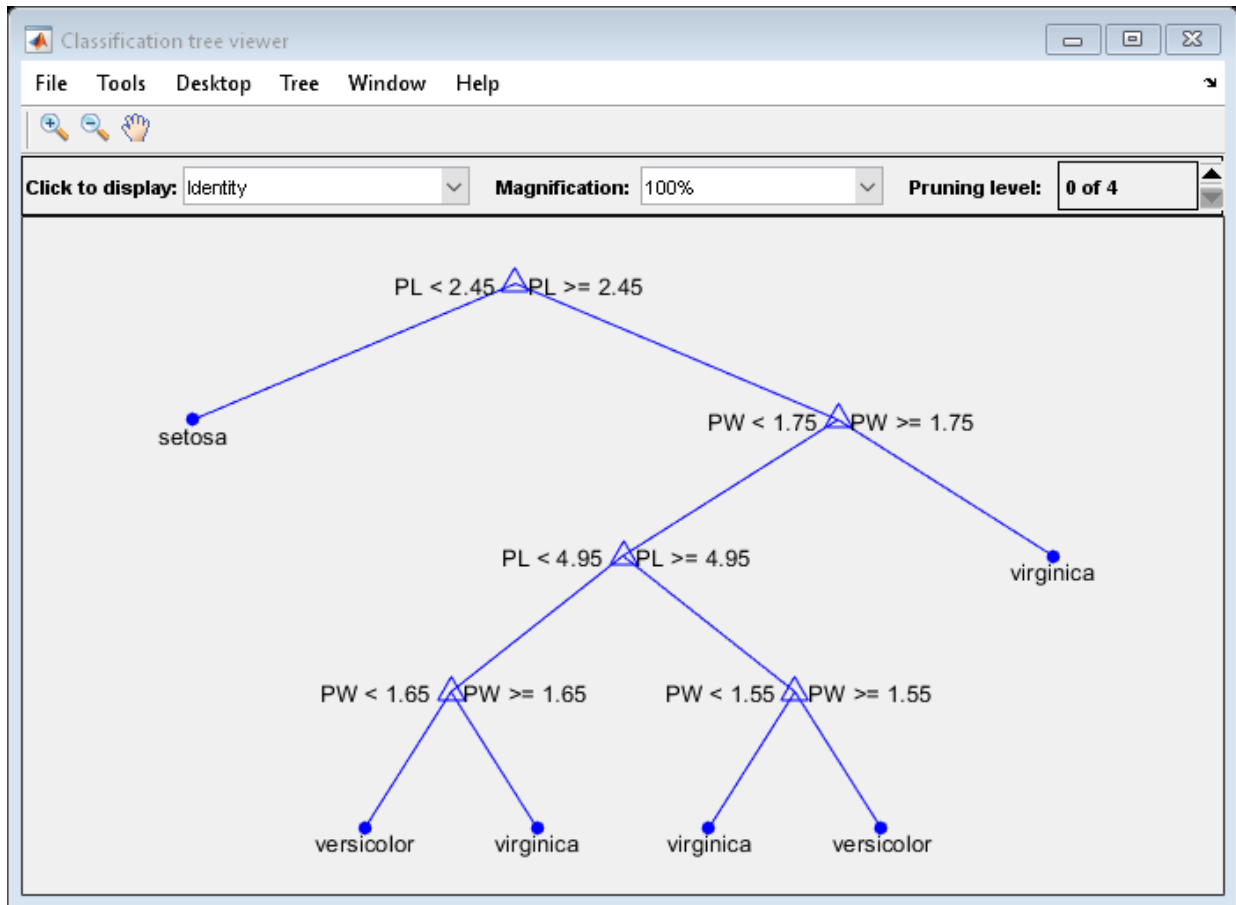 Classification tree viewer
File Tools Desktop Tree Window Help
Click to display: Identity Magnification: 100% Pruning level: 0 of 4
PL < 2.45 PL >= 2.45
setosa
PW < 1.75 PW >= 1.75
PL < 4.95 PL >= 4.95
virginica
PW < 1.65 PW >= 1.65 PW < 1.55 PW >= 1.55
versicolor virginica virginica versicolor